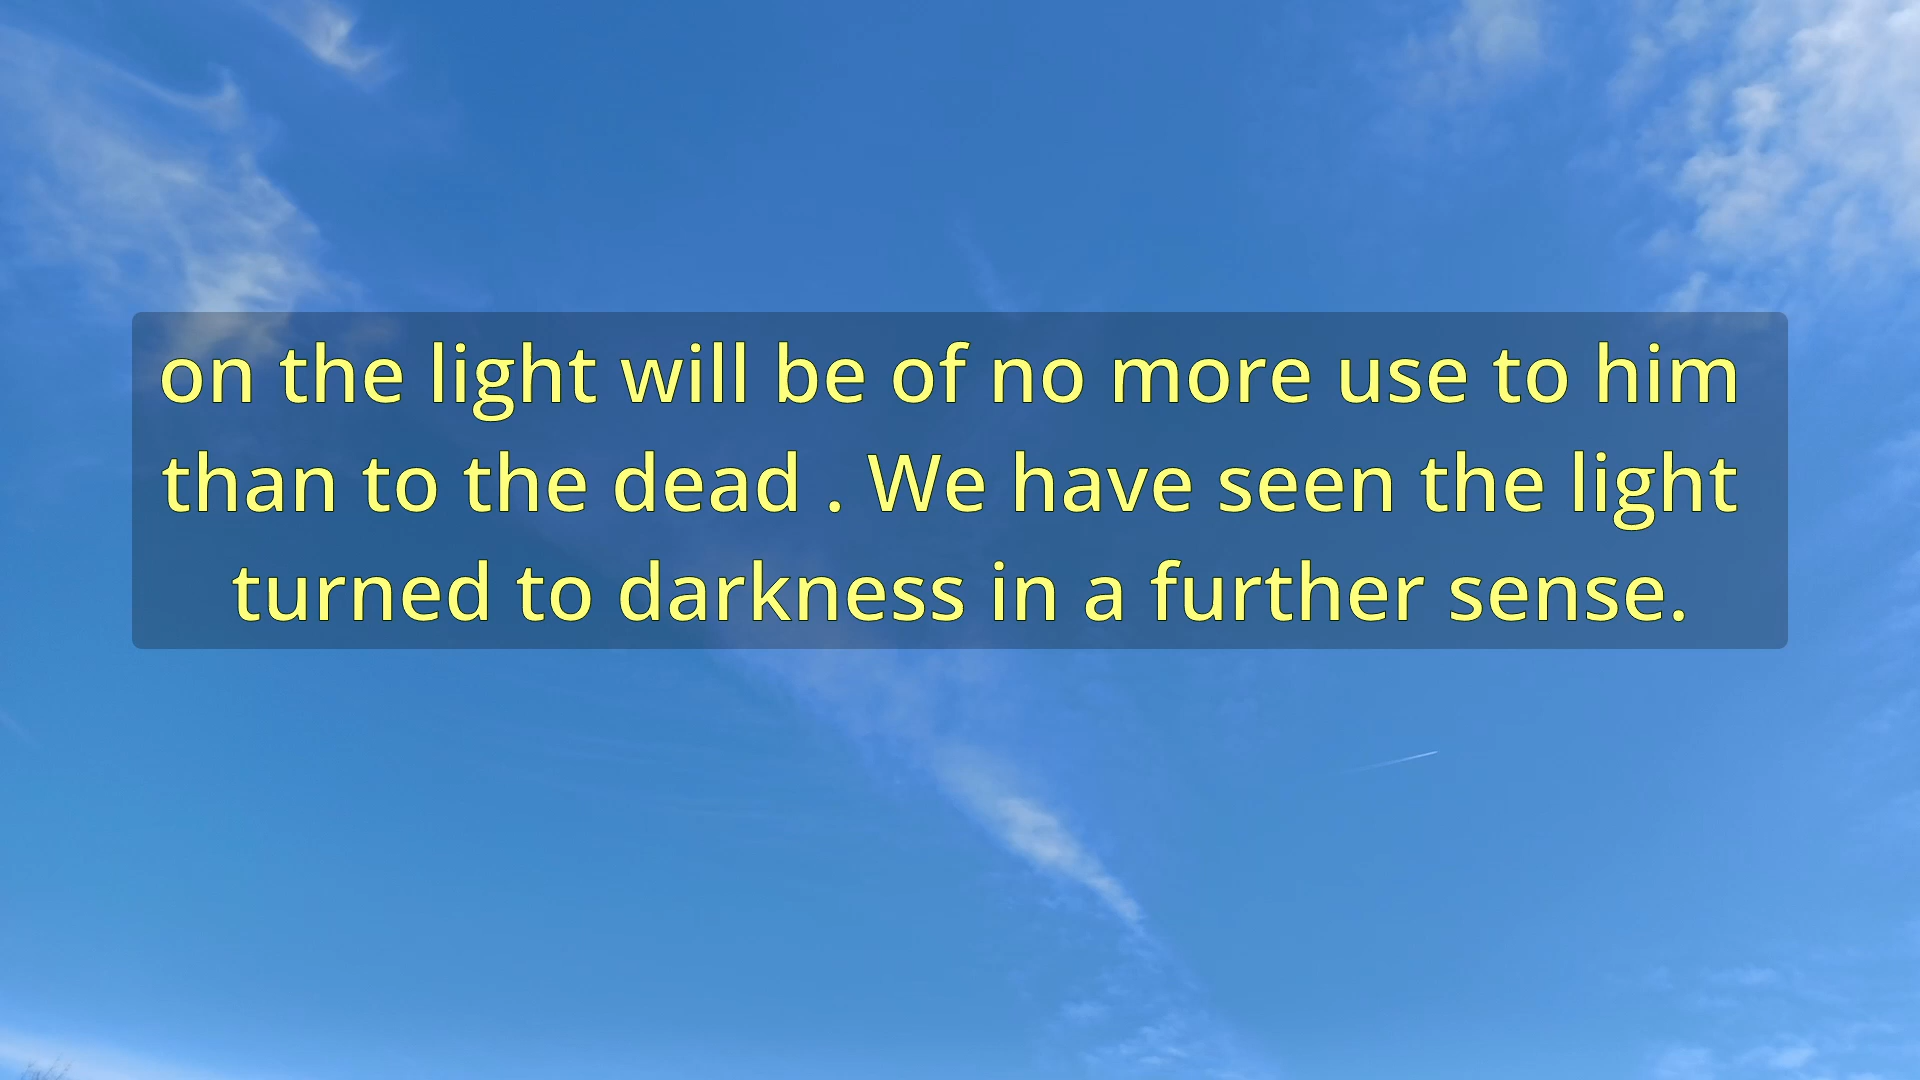 on the light will be of no more use to him
than to the dead . We have seen the light
turned to darkness in a further sense.